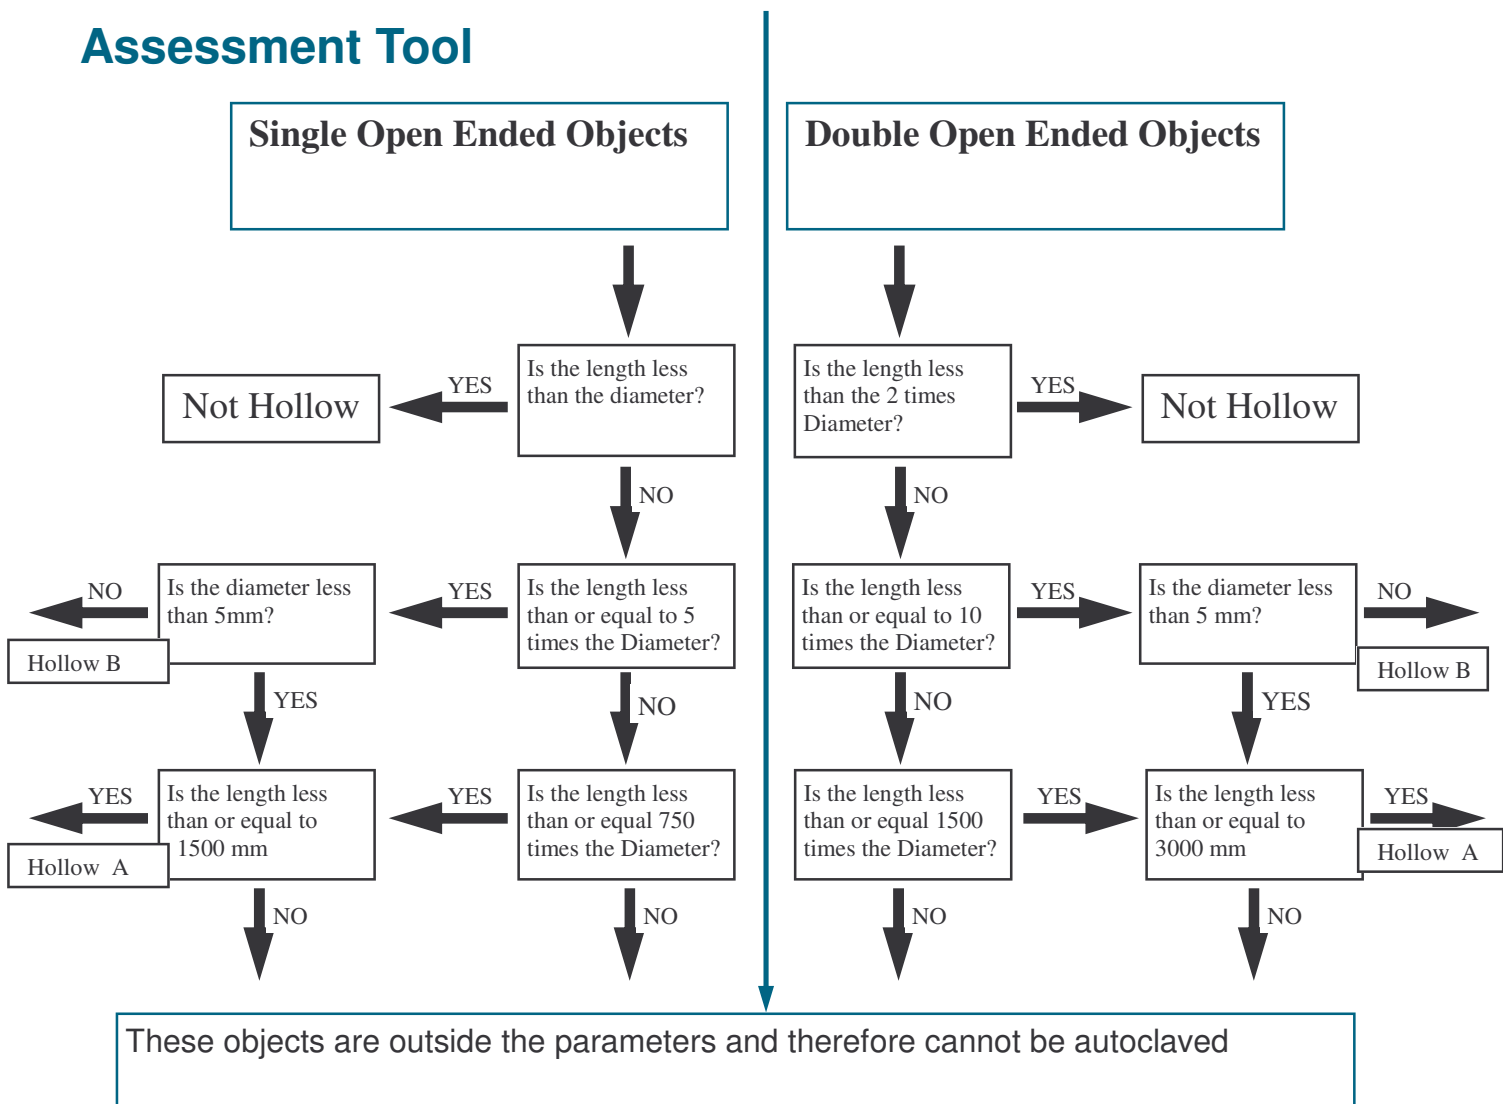 Assessment Tool
Single Open Ended Objects
Double Open Ended Objects
Is the length less
than the diameter?
YES
Not Hollow
Is the length less
than the 2 times
Diameter?
YES
Not Hollow
NO
NO
NO
Is the diameter less
than 5mm?
YES
Is the length less
than or equal to 5
times the Diameter?
Is the length less
than or equal to 10
times the Diameter?
YES
Is the diameter less
than 5 mm?
NO
Hollow B
Hollow B
YES
NO
NO
YES
YES
Is the length less
than or equal to
1500 mm
YES
Is the length less
than or equal 750
times the Diameter?
Is the length less
than or equal 1500
times the Diameter?
YES
Is the length less
than or equal to
3000 mm
YES
Hollow A
Hollow A
NO
NO
NO
NO
These objects are outside the parameters and therefore cannot be autoclaved